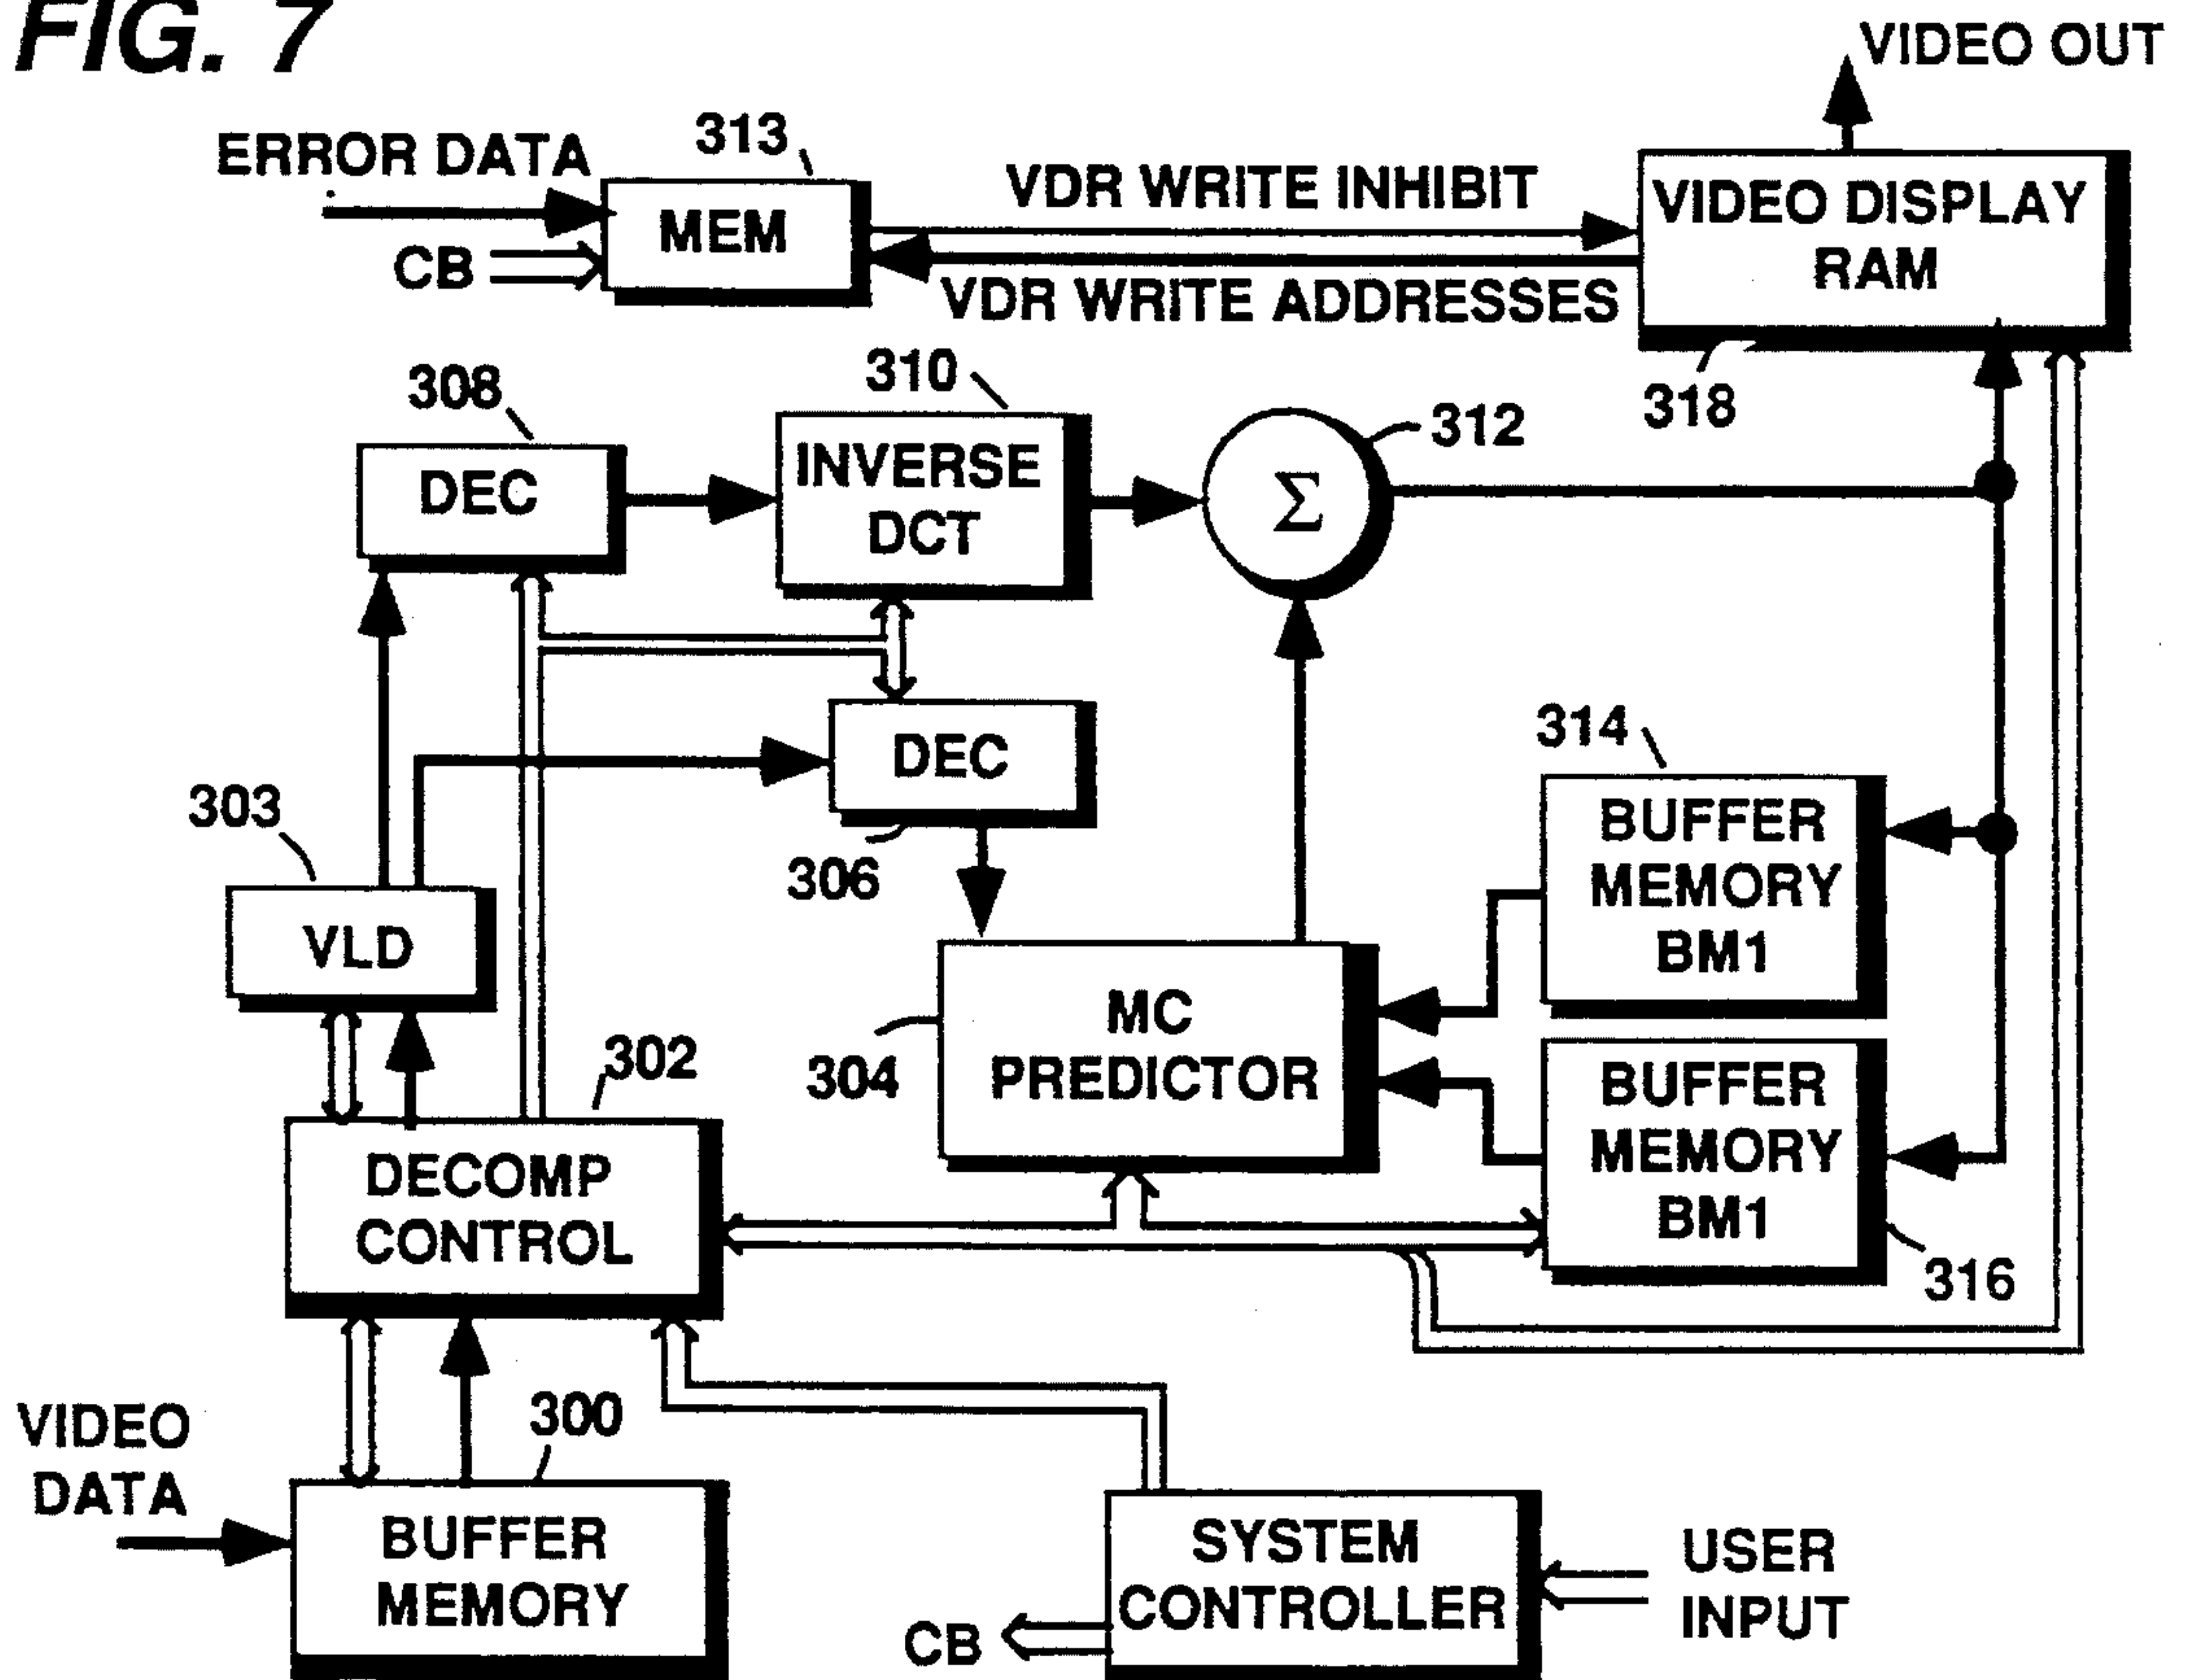 FIG. 7
VIDEO OUT
ERROR DATA
313
MEM
CB
VDR WRITE INHIBIT
VDR WRITE ADDRESSES
VIDEO DISPLAY
RAM
318
308
DEC
310
INVERSE
DCT
312
Σ
303
VLD
DEC
306
314
BUFFER
MEMORY
BM1
304
MC
PREDICTOR
302
DECOMP
CONTROL
BUFFER
MEMORY
BM1
316
VIDEO
DATA
300
BUFFER
MEMORY
SYSTEM
CONTROLLER
CB
USER
INPUT